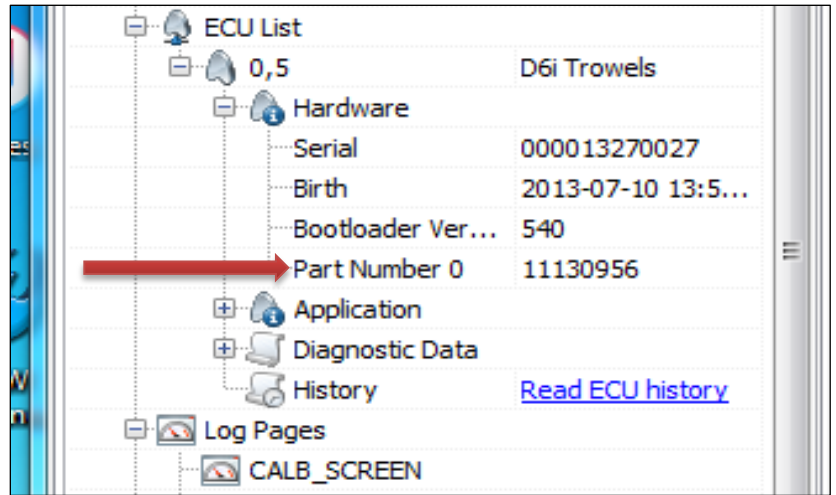 ECU List
0,5 D6i Trowels
Hardware
Serial 000013270027
Birth 2013-07-10 13:5...
Bootloader Ver... 540
Part Number 0 11130956
Application
Diagnostic Data
History Read ECU history
Log Pages
CALB_SCREEN